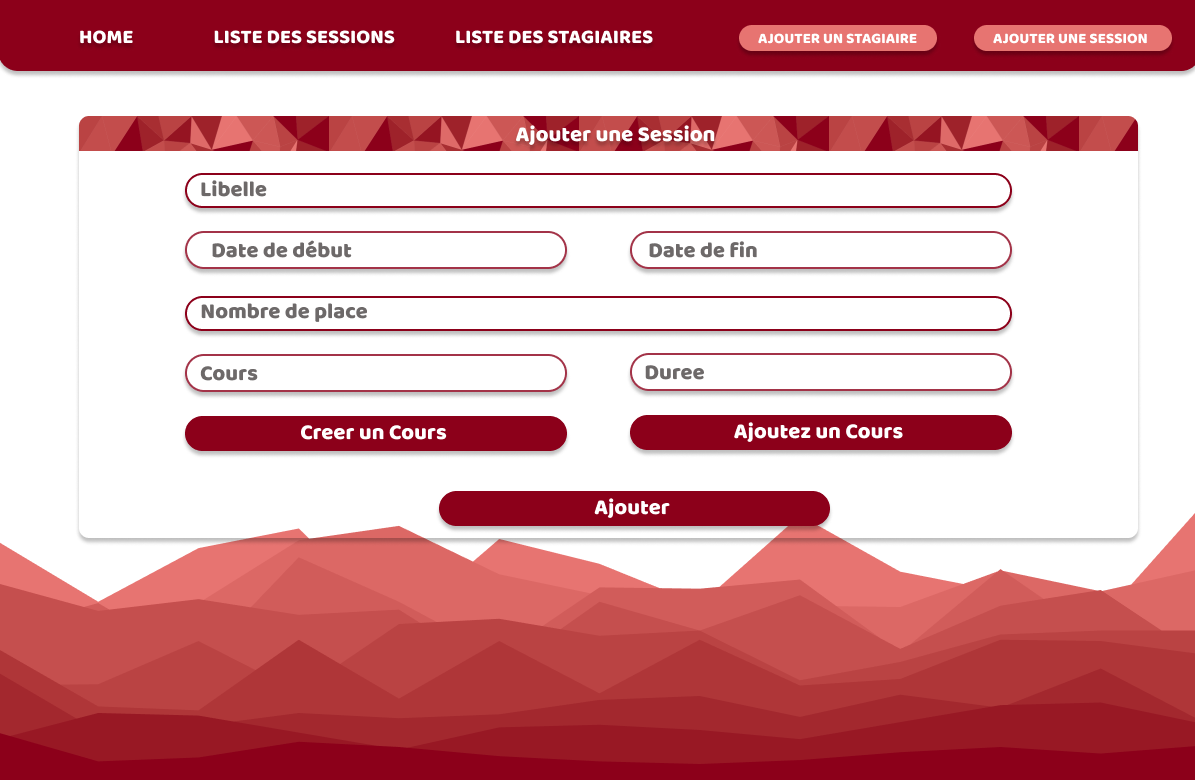 HOME LISTE DES SESSIONS LISTE DES STAGIAIRES AJOUTER UN STAGIAIRE AJOUTER UNE SESSION
Ajouter une Session
Libelle
Date de début Date de fin
Nombre de place
Cours Duree
Creer un Cours Ajoutez un Cours
Ajouter